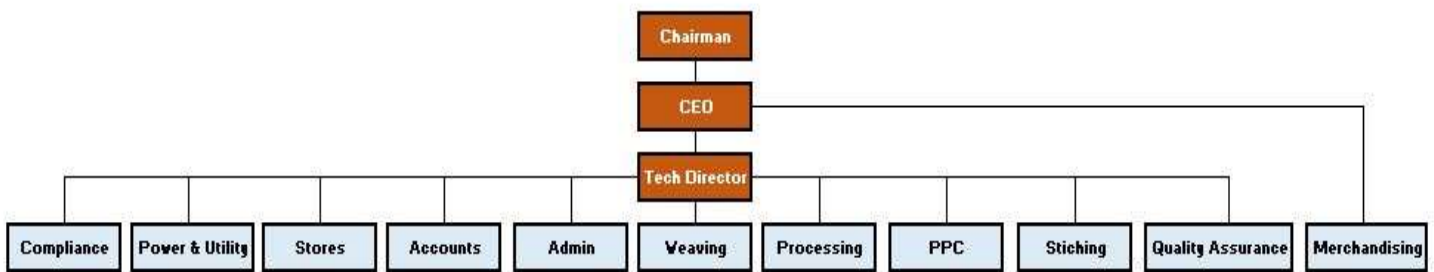 Chairman
CEO
Tech Director
Compliance
Power & Utility
Stores
Accounts
Admin
Weaving
Processing
PPC
Stiching
Quality Assurance
Merchandising